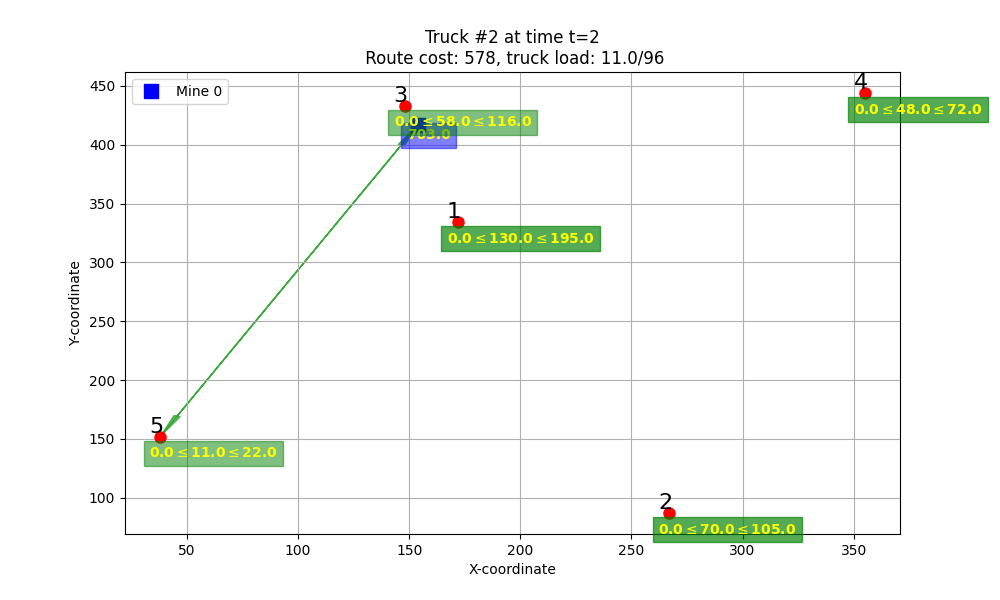 Truck #2 at time t=2
Route cost: 578, truck load: 11.0/96
Mine 0
3
0.0 ≤ 58.0 ≤ 116.0
703.0
4
0.0 ≤ 48.0 ≤ 72.0
1
0.0 ≤ 130.0 ≤ 195.0
5
0.0 ≤ 11.0 ≤ 22.0
2
0.0 ≤ 70.0 ≤ 105.0
Y-coordinate
450
400
350
300
250
200
150
100
50 100 150 200 250 300 350
X-coordinate